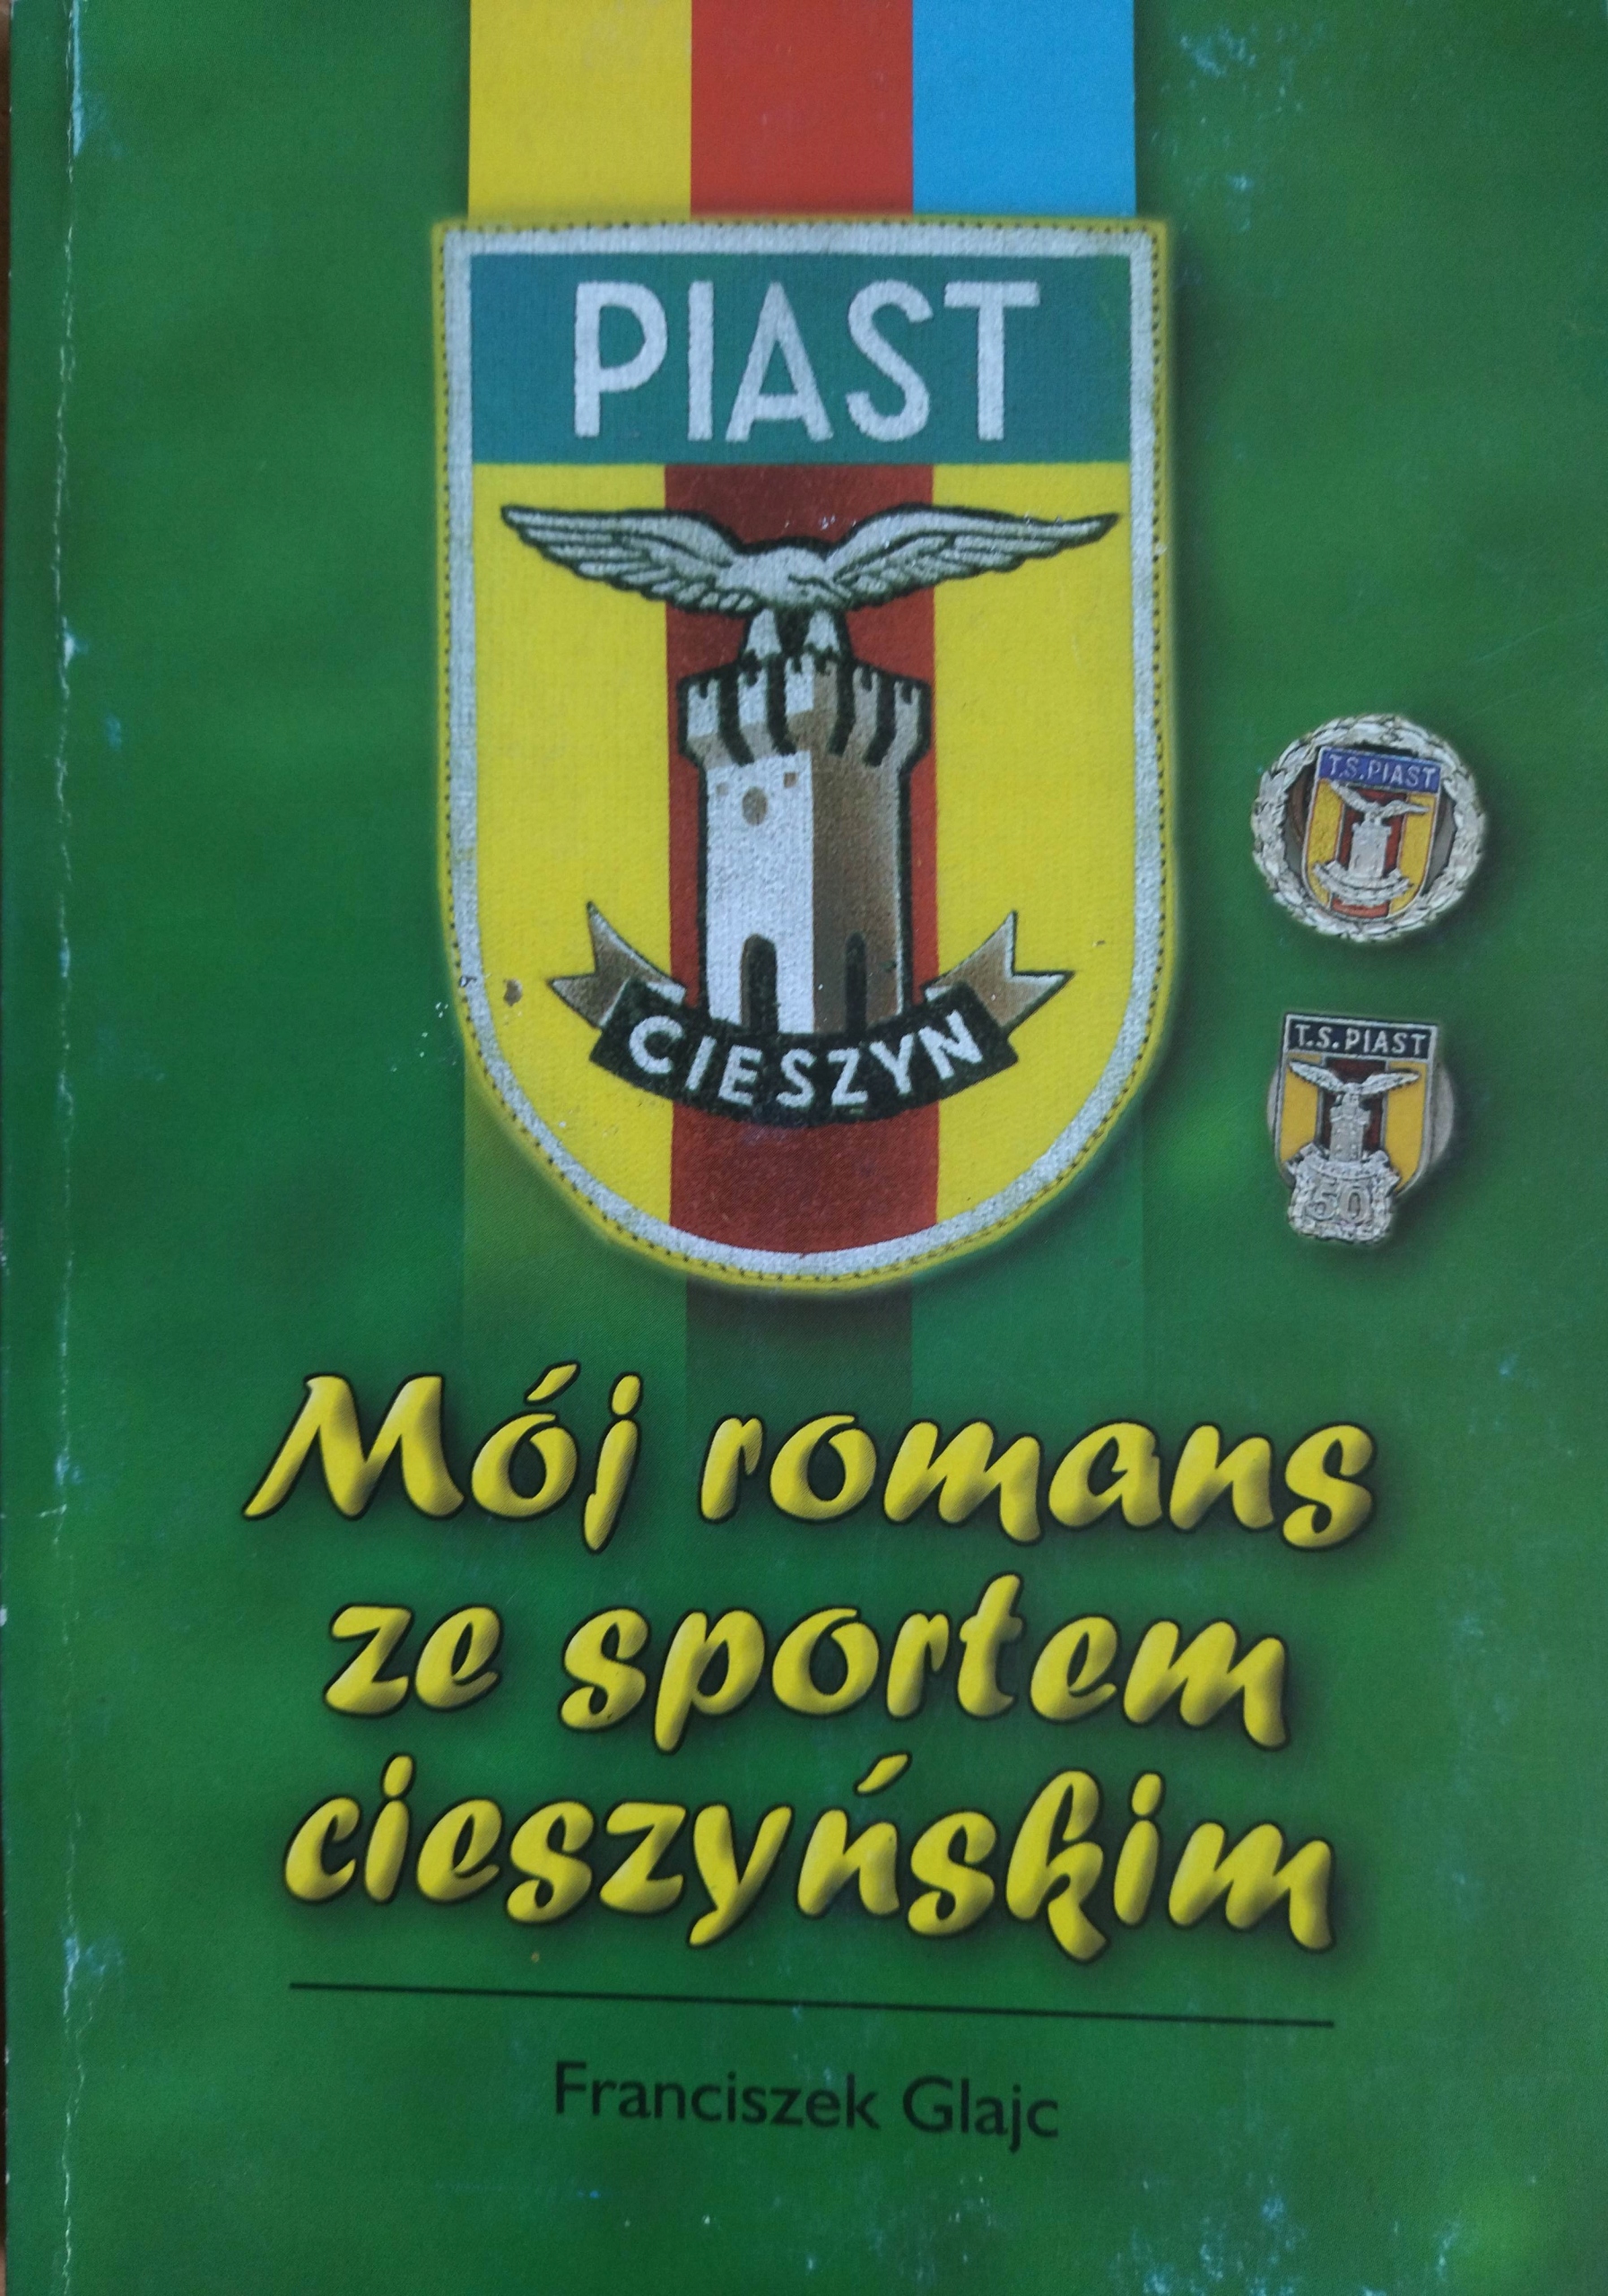 PIAST
CIESZYN
T.S.PIAST
T.S.PIAST
50
Mój romans
ze sportem
cieszyńskim
Franciszek Glajc